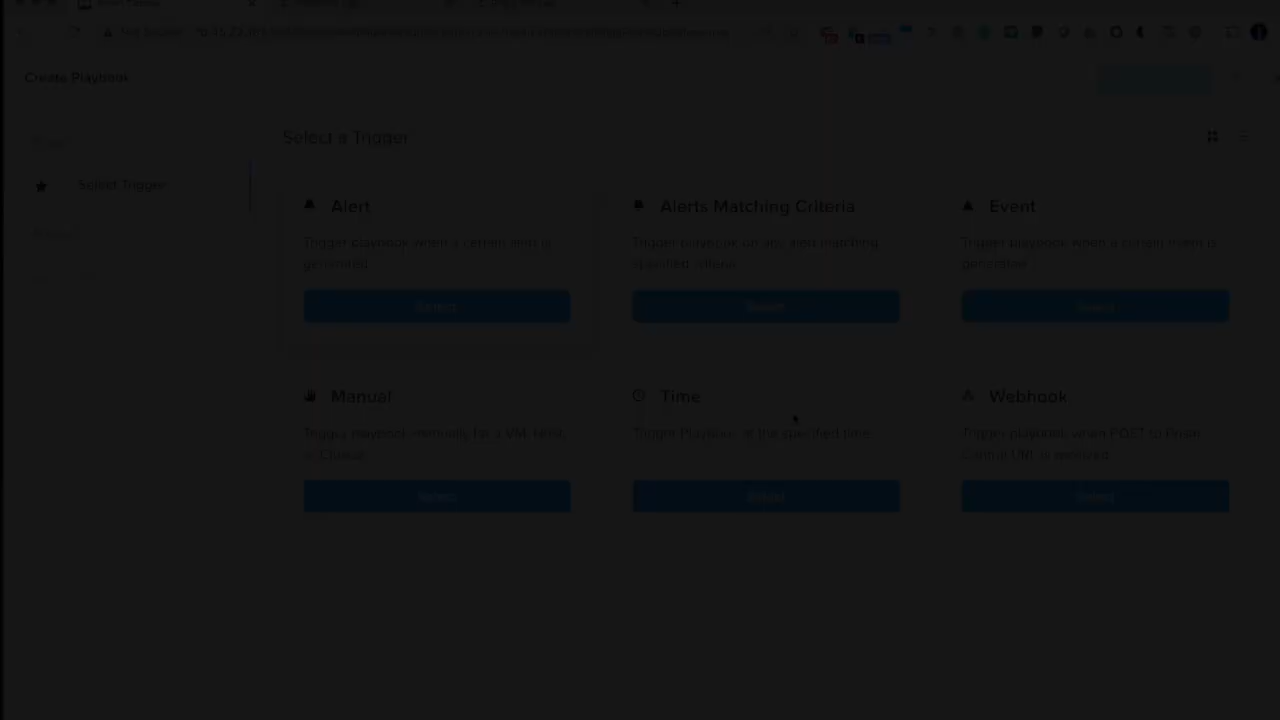 Create Playbook
Select a Trigger
Select Trigger
Alert
Alerts Matching Criteria
Event
Trigger playbook when a certain alert is
generated.
Trigger playbook on any alert matching
specified criteria.
Trigger playbook when a certain event is
generated.
Select
Select
Select
Manual
Time
Webhook
Trigger playbook manually for a VM, Host,
or Cluster.
Trigger Playbook at the specified time.
Trigger playbook when POST to Prism
Central URL is received.
Select
Select
Select